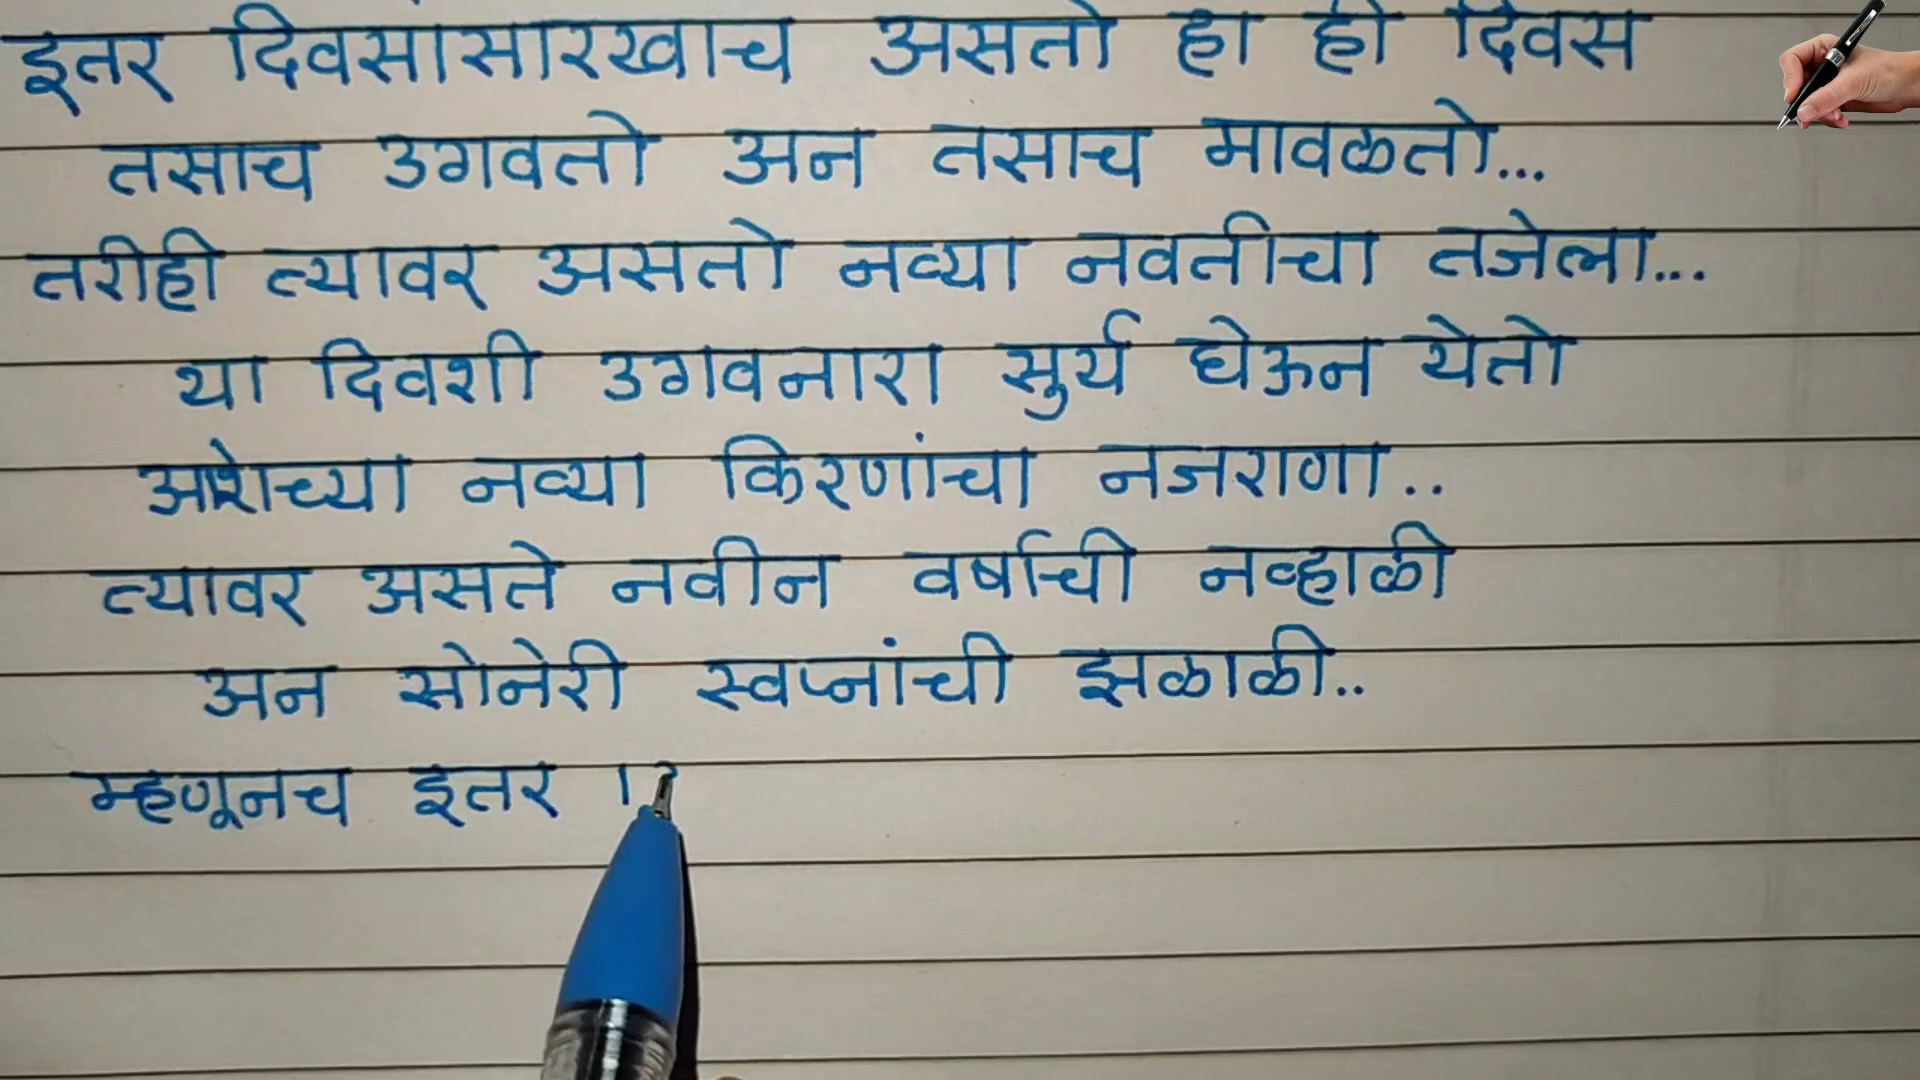 इतर दिवसांसारखाच असतो हा ही दिवस
तसाच उगवतो अन तसाच मावळतो...
तरीही त्यावर असतो नव्या नवतीचा तजेला...
या दिवशी उगवनारा सुर्य घेऊन येतो
आशेच्या नव्या किरणांचा नजराणा..
त्यावर असते नवीन वर्षाची नव्हाळी
अन सोनेरी स्वप्नांची झळाळी..
म्हणूनच इतर